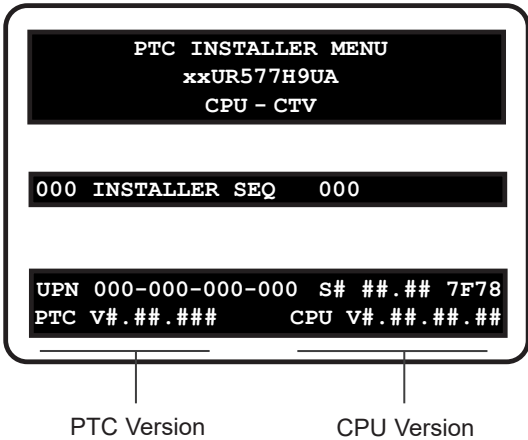 PTC INSTALLER MENU
xxUR577H9UA
CPU – CTV
000 INSTALLER SEQ 000
UPN 000-000-000-000 S# ##.## 7F78
PTC V#.##.### CPU V#.##.##.##
PTC Version CPU Version